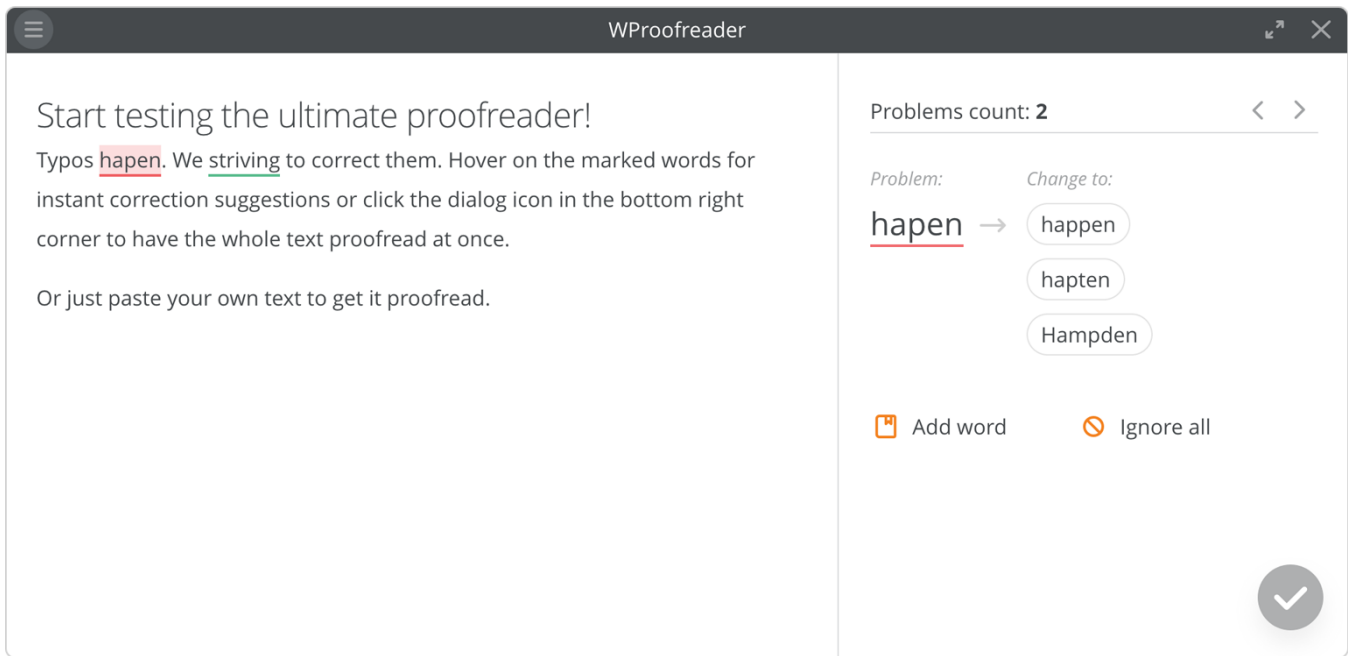 WProofreader
Start testing the ultimate proofreader!
Typos hapen. We striving to correct them. Hover on the marked words for
instant correction suggestions or click the dialog icon in the bottom right
corner to have the whole text proofread at once.
Or just paste your own text to get it proofread.
Problems count: 2
Problem: Change to:
hapen → happen
hapten
Hampden
Add word Ignore all